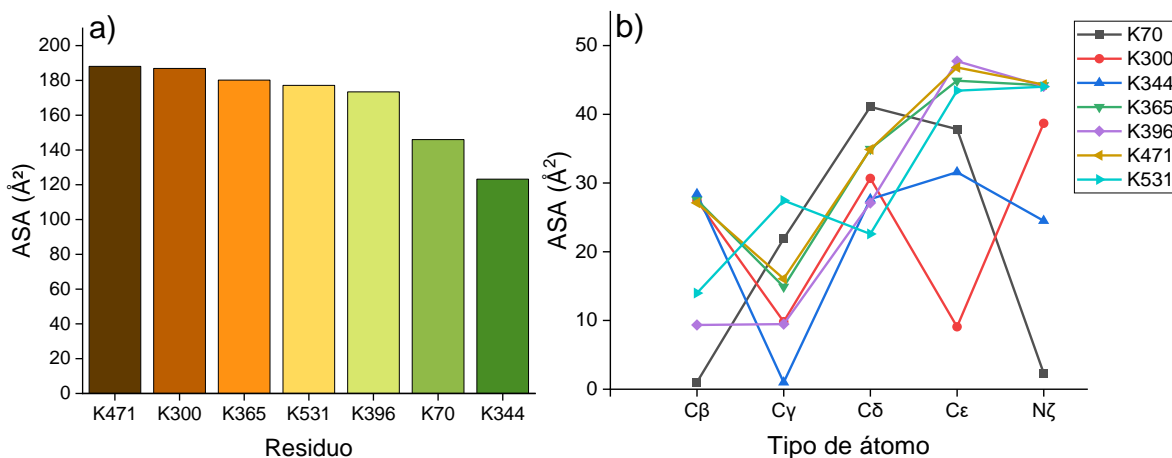 a)
ASA (Å²)
200
180
160
140
120
100
80
60
40
20
0
K471 K300 K365 K531 K396 K70 K344
Residuo
b)
ASA (Å²)
50
40
30
20
10
0
Cβ Cγ Cδ Cε Nζ
Tipo de átomo
K70
K300
K344
K365
K396
K471
K531